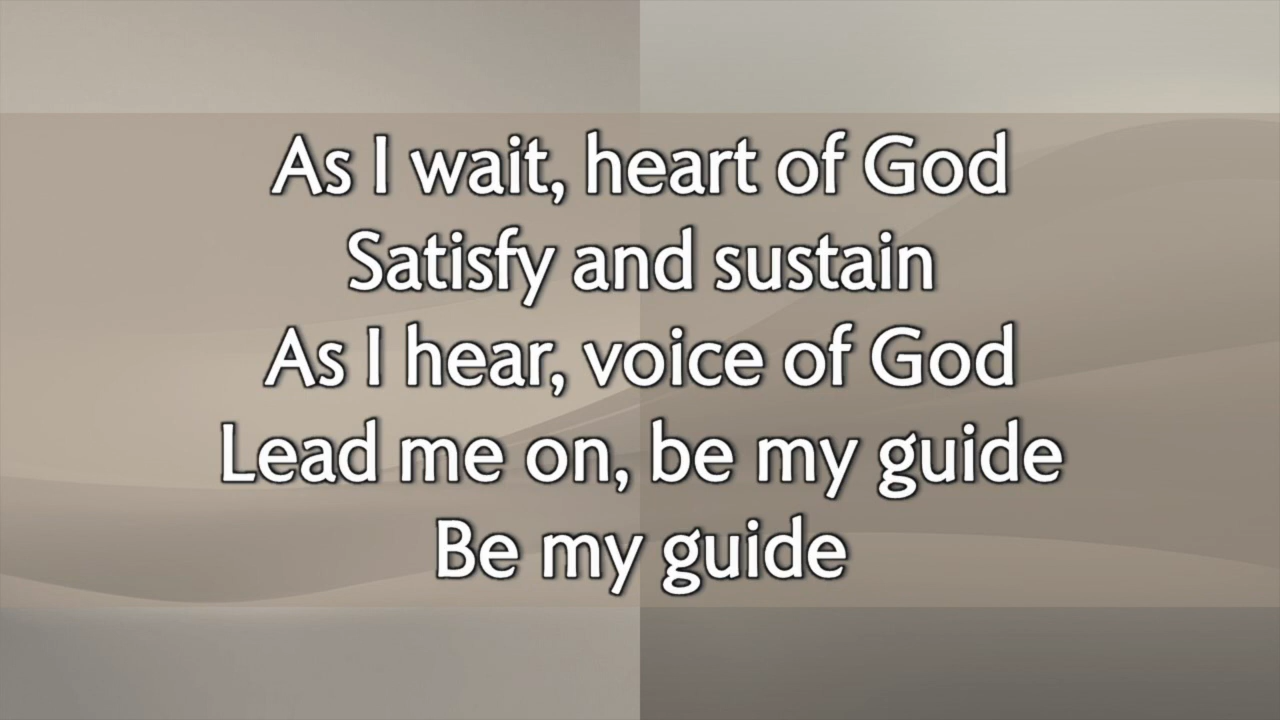 As I wait, heart of God
Satisfy and sustain
As I hear, voice of God
Lead me on, be my guide
Be my guide